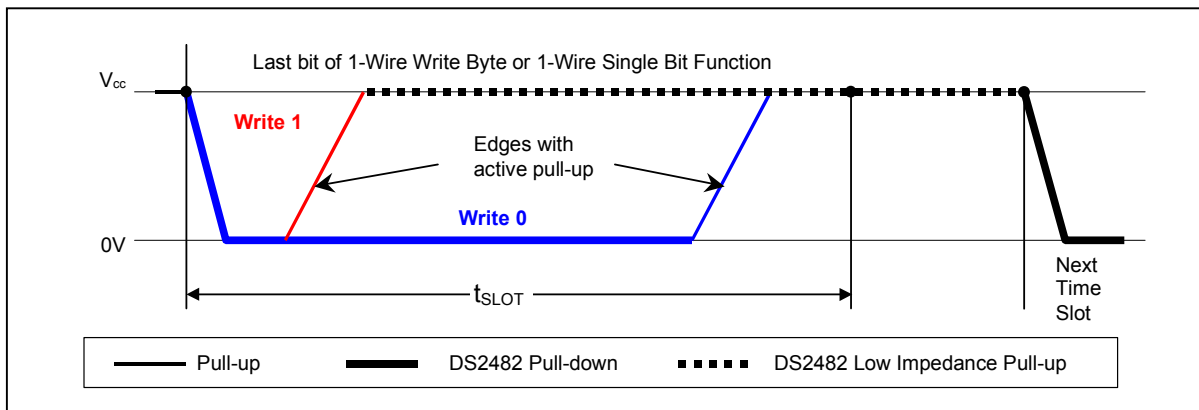 Last bit of 1-Wire Write Byte or 1-Wire Single Bit Function
Vcc
Write 1
Edges with
active pull-up
Write 0
0V
tSLOT
Next
Time
Slot
Pull-up
DS2482 Pull-down
DS2482 Low Impedance Pull-up